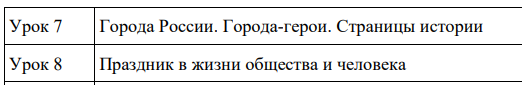 Урок 7 Города России. Города-герои. Страницы истории
Урок 8 Праздник в жизни общества и человека